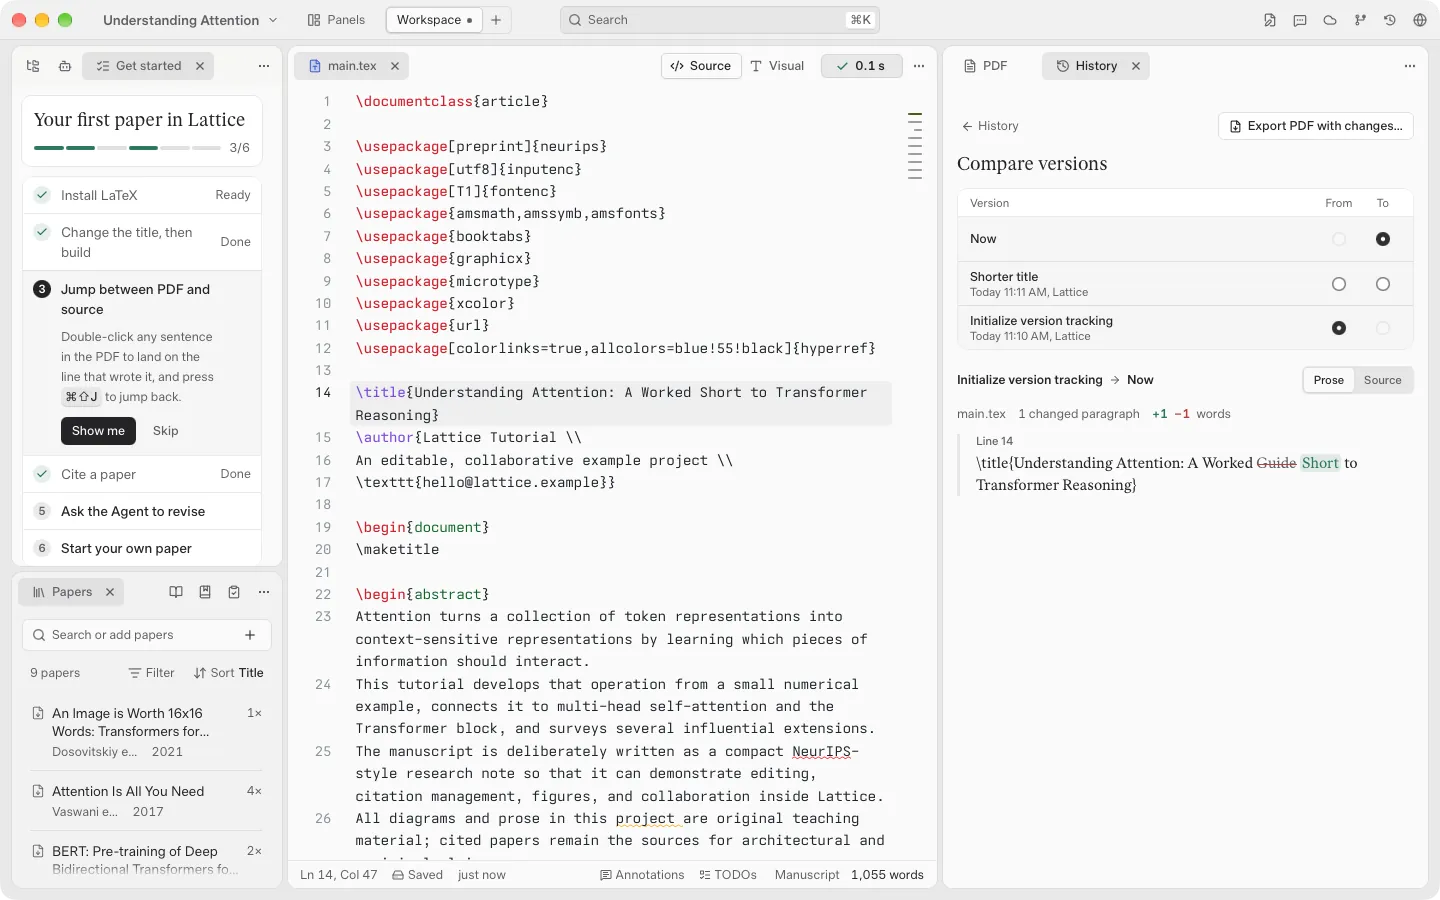 Understanding Attention
Panels
Workspace
Search
⌘K
Get started
Your first paper in Lattice
3/6
Install LaTeX
Ready
Change the title, then
build
Done
3
Jump between PDF and
source
Double-click any sentence
in the PDF to land on the
line that wrote it, and press
⌘⇧J to jump back.
Show me
Skip
Cite a paper
Done
5
Ask the Agent to revise
6
Start your own paper
Papers
Search or add papers
9 papers
Filter
Sort Title
An Image is Worth 16x16
Words: Transformers for...
1×
Dosovitskiy e... 2021
Attention Is All You Need
4×
Vaswani e... 2017
BERT: Pre-training of Deep
2×
Bidirectional Transformers fo...
main.tex
Source
Visual
0.1 s
1 \documentclass{article}
2
3 \usepackage[preprint]{neurips}
4 \usepackage[utf8]{inputenc}
5 \usepackage[T1]{fontenc}
6 \usepackage{amsmath,amssymb,amsfonts}
7 \usepackage{booktabs}
8 \usepackage{graphicx}
9 \usepackage{microtype}
10 \usepackage{xcolor}
11 \usepackage{url}
12 \usepackage[colorlinks=true,allcolors=blue!55!black]{hyperref}
13
14 \title{Understanding Attention: A Worked Short to Transformer
Reasoning}
15 \author{Lattice Tutorial \\
16 An editable, collaborative example project \\
17 \texttt{hello@lattice.example}}
18
19 \begin{document}
20 \maketitle
21
22 \begin{abstract}
23 Attention turns a collection of token representations into
context-sensitive representations by learning which pieces of
information should interact.
24 This tutorial develops that operation from a small numerical
example, connects it to multi-head self-attention and the
Transformer block, and surveys several influential extensions.
25 The manuscript is deliberately written as a compact NeurIPS-
style research note so that it can demonstrate editing,
citation management, figures, and collaboration inside Lattice.
26 All diagrams and prose in this project are original teaching
material; cited papers remain the sources for architectural and
Ln 14, Col 47
Saved
just now
Annotations
TODOs
Manuscript
1,055 words
PDF
History
History
Export PDF with changes...
Compare versions
Version From To
Now
Shorter title
Today 11:11 AM, Lattice
Initialize version tracking
Today 11:10 AM, Lattice
Initialize version tracking → Now
Prose
Source
main.tex 1 changed paragraph +1 −1 words
Line 14
\title{Understanding Attention: A Worked Guide Short to
Transformer Reasoning}